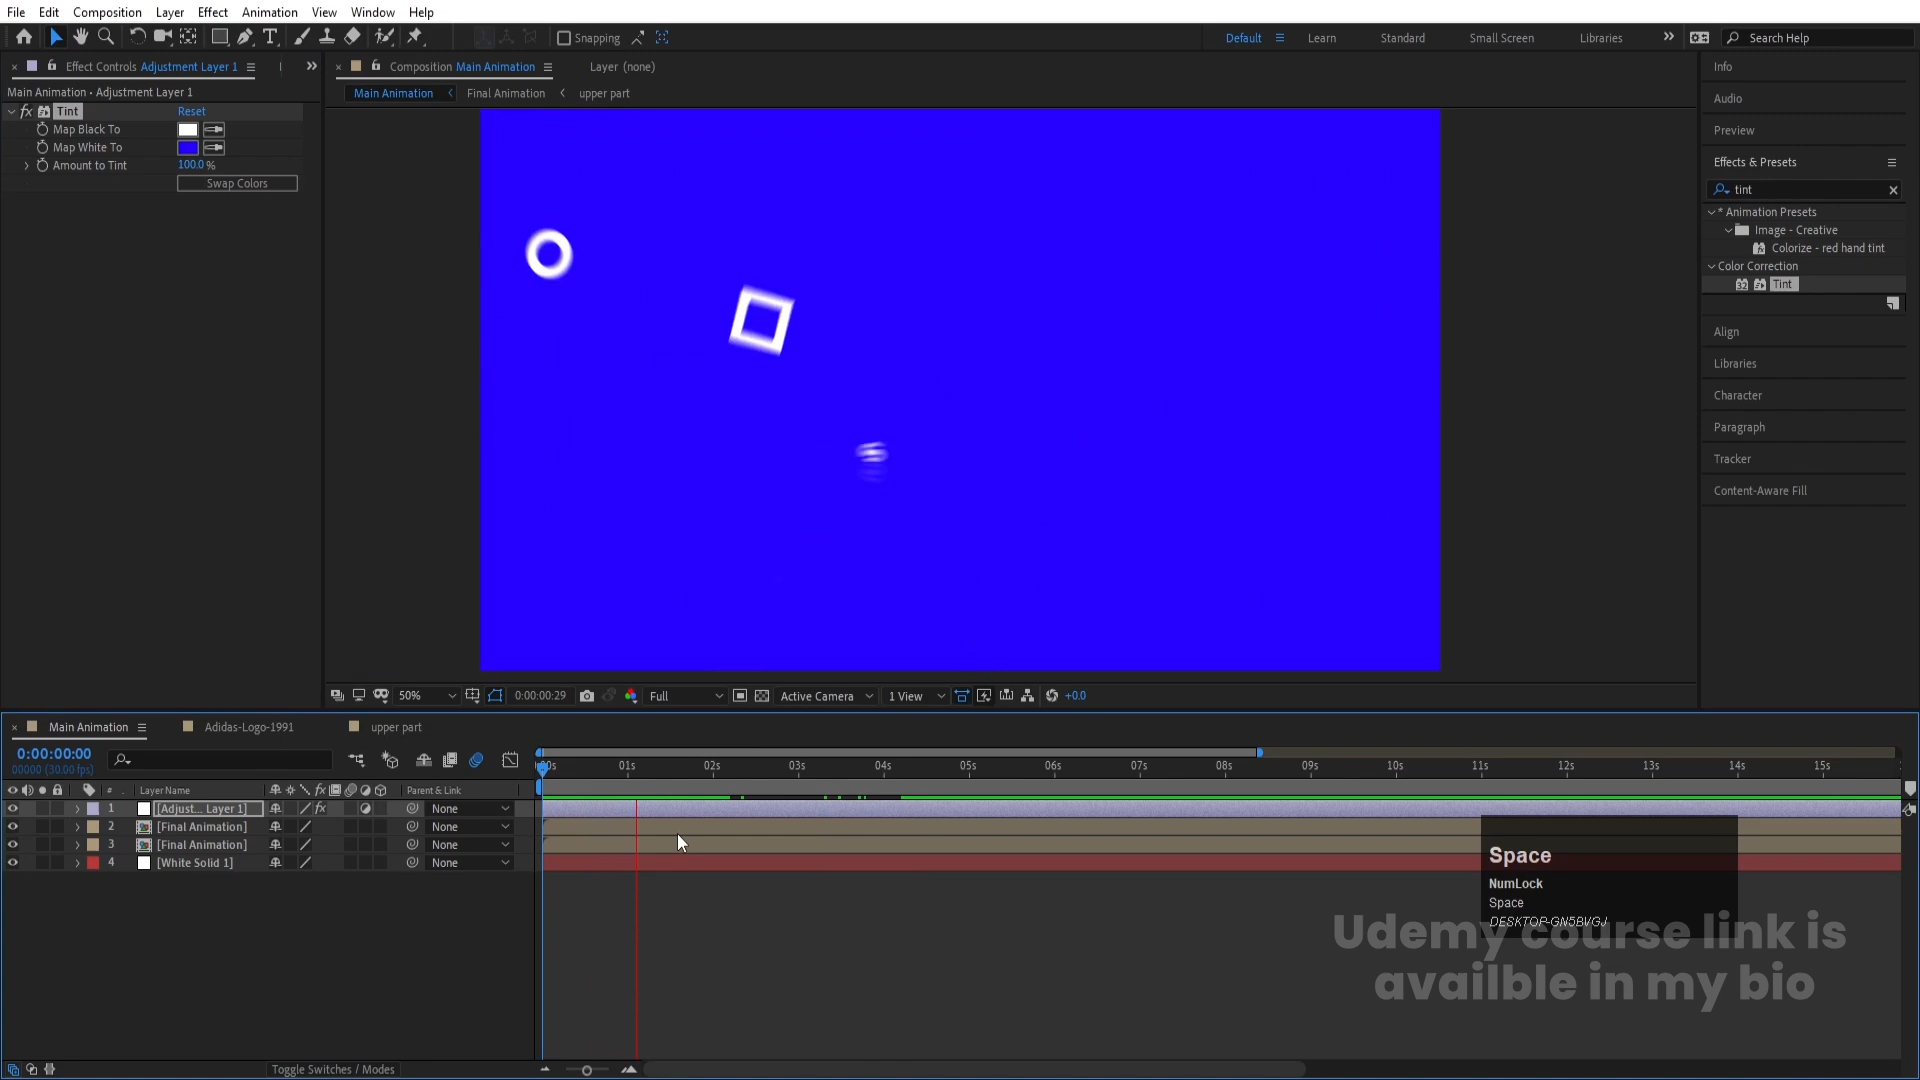 File Edit Composition Layer Effect Animation View Window Help
Snapping
Default Learn Standard Small Screen Libraries Search Help
Effect Controls Adjustment Layer 1
Composition Main Animation
Layer (none)
Main Animation • Adjustment Layer 1
Main Animation Final Animation upper part
fx Tint Reset
Map Black To
Map White To
Amount to Tint 100.0 %
Swap Colors
Info
Audio
Preview
Effects & Presets
tint
* Animation Presets
Image - Creative
Colorize - red hand tint
Color Correction
32 Tint
Align
Libraries
Character
Paragraph
Tracker
Content-Aware Fill
50% 0:00:00:29 Full Active Camera 1 View +0.0
Main Animation Adidas-Logo-1991 upper part
0:00:00:00
00000 (30.00 fps)
01s 02s 03s 04s 05s 06s 07s 08s 09s 10s 11s 12s 13s 14s 15s
# Layer Name Parent & Link
1 [Adjust... Layer 1] None
2 [Final Animation] None
3 [Final Animation] None
4 [White Solid 1] None
Space
NumLock
Space
DESKTOP-GN5BVGJ
Udemy course link is
availble in my bio
Toggle Switches / Modes